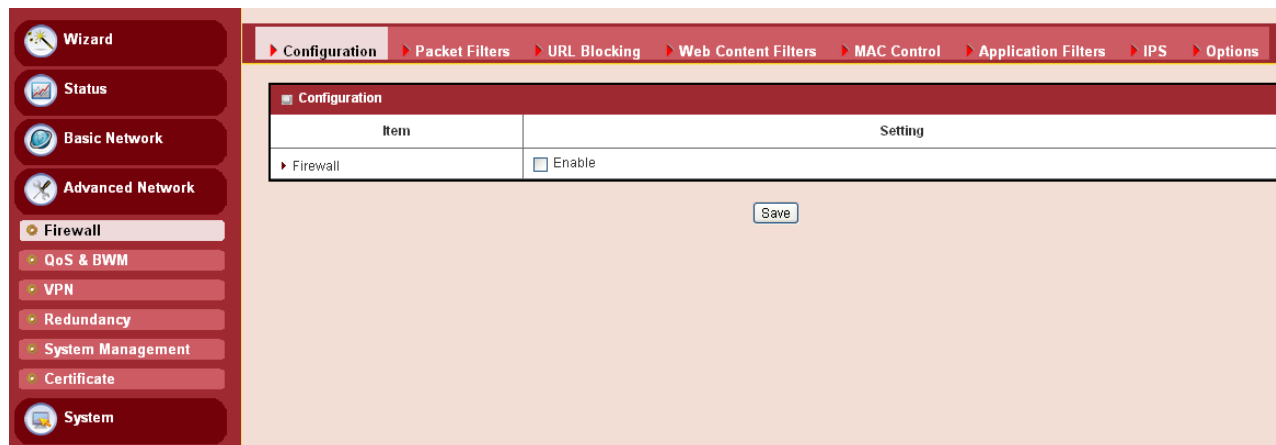 Wizard
Status
Basic Network
Advanced Network
Firewall
QoS & BWM
VPN
Redundancy
System Management
Certificate
System
Configuration Packet Filters URL Blocking Web Content Filters MAC Control Application Filters IPS Options
Configuration
Item Setting
Firewall Enable
Save